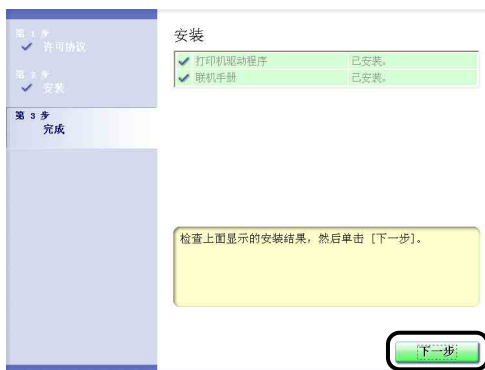 第 1 步
许可协议
第 2 步
安装
第 3 步
完成
安装
打印机驱动程序 已安装。
联机手册 已安装。
检查上面显示的安装结果，然后单击 [下一步]。
下一步